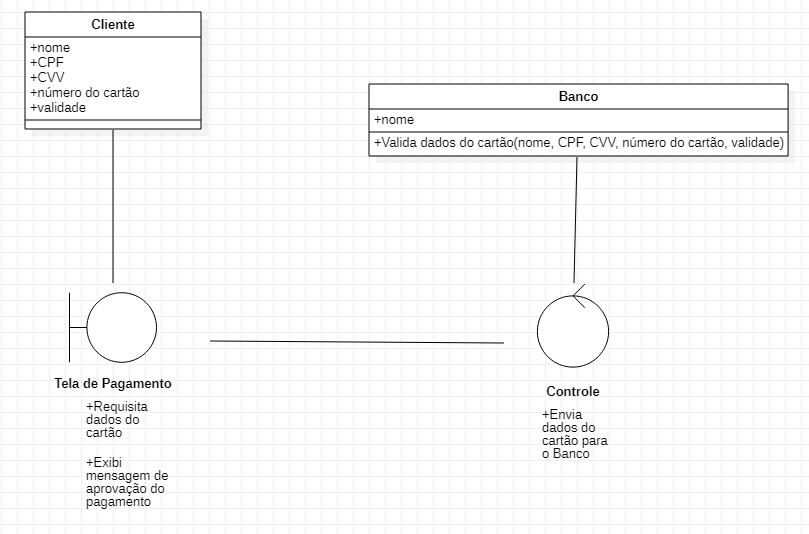 Cliente
+nome
+CPF
+CVV
+número do cartão
+validade
Banco
+nome
+Valida dados do cartão(nome, CPF, CVV, número do cartão, validade)
Tela de Pagamento
+Requisita
dados do
cartão
+Exibi
mensagem de
aprovação do
pagamento
Controle
+Envia
dados do
cartão para
o Banco